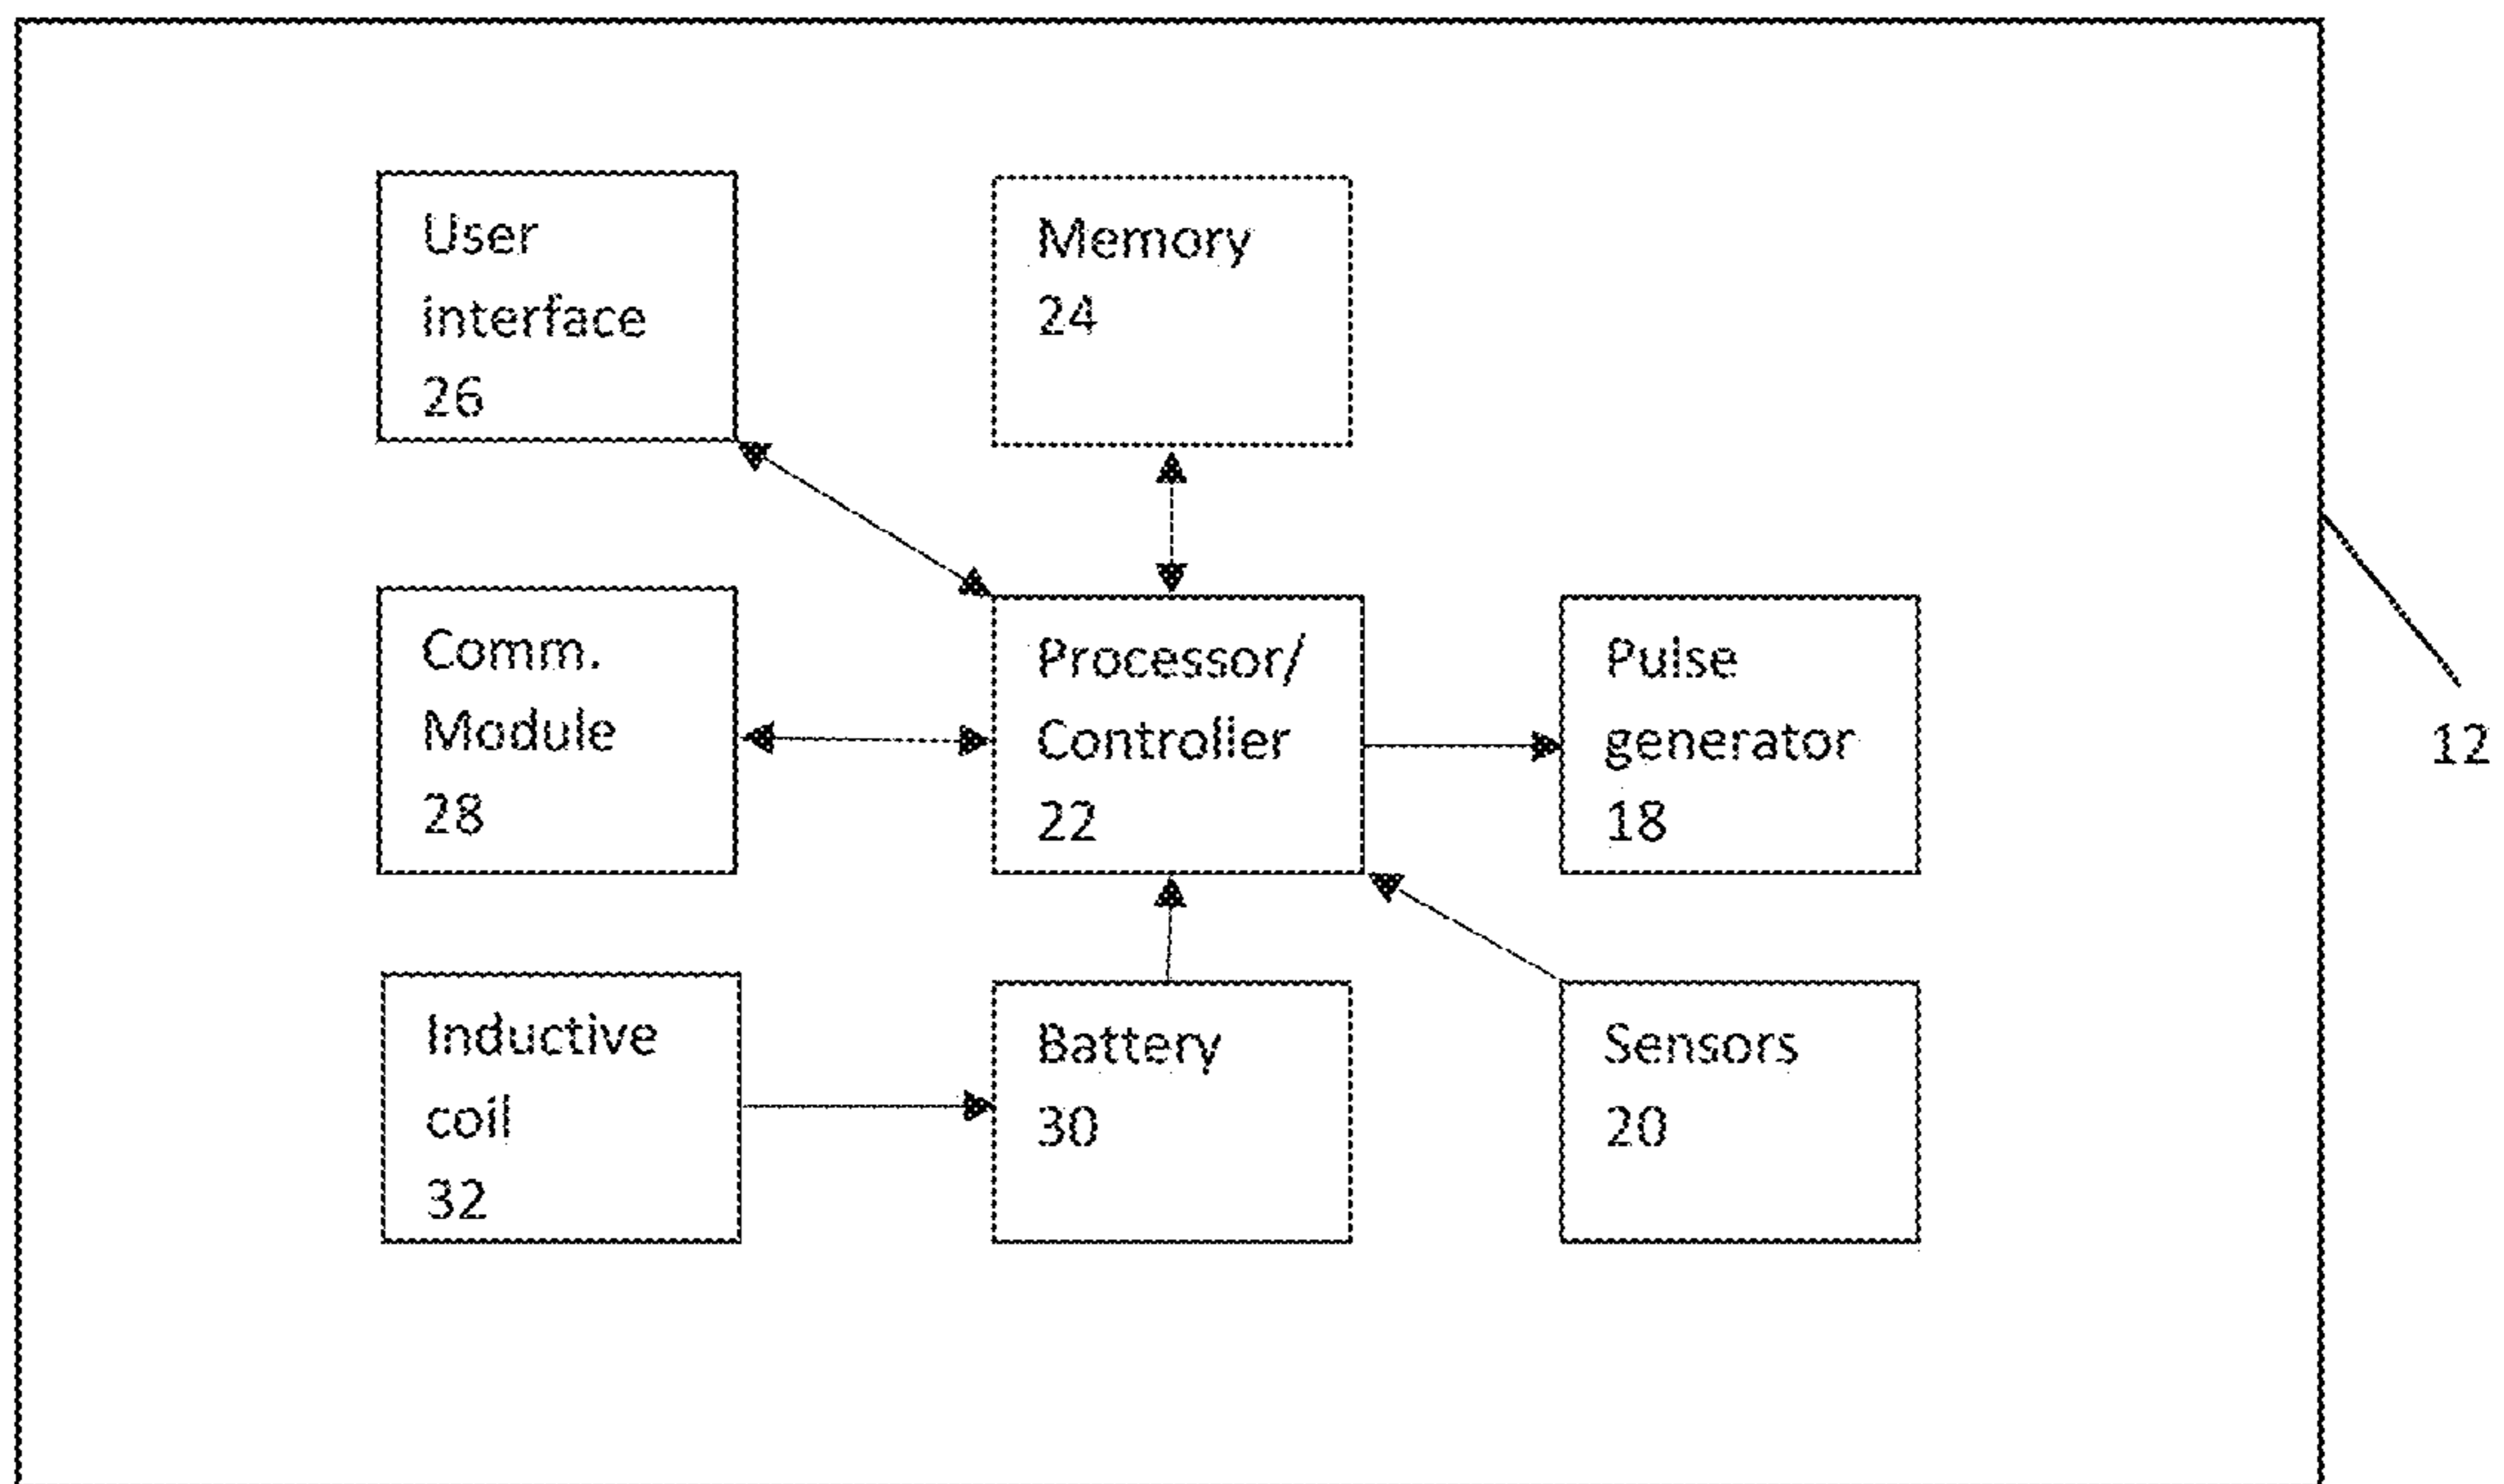 User
interface
26
Memory
24
Comm.
Module
28
Processor/
Controller
22
Pulse
generator
18
12
Inductive
coil
32
Battery
30
Sensors
20